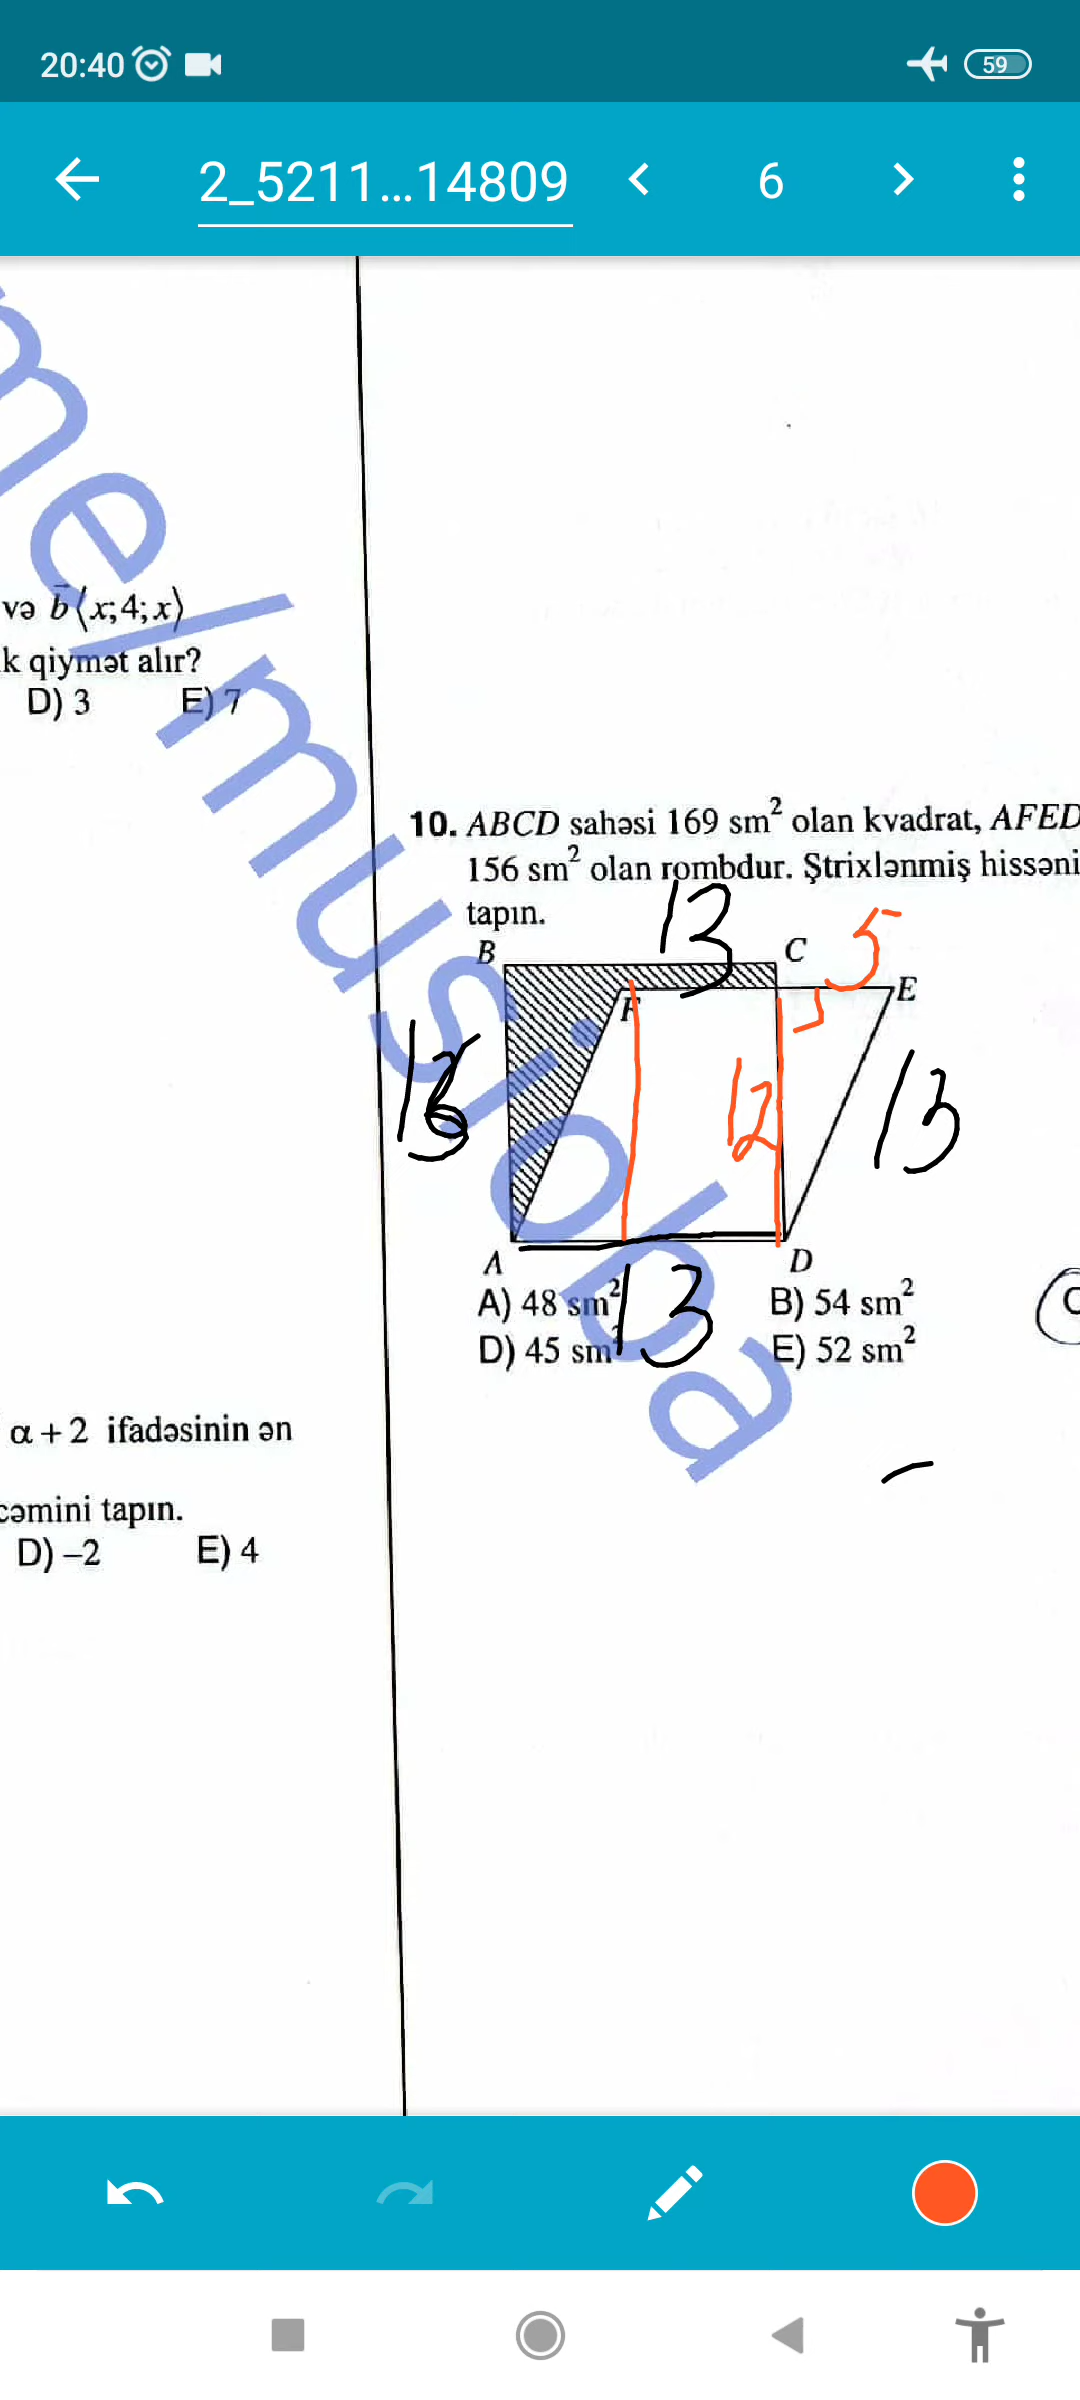 20:40
59
2_5211...14809
6
me/musjoba
və b(x;4;x)
k qiymət alır?
D) 3 E) 7
α+2 ifadəsinin ən
cəmini tapın.
D) –2 E) 4
10. ABCD sahəsi 169 sm² olan kvadrat, AFED
156 sm² olan rombdur. Ştrixlənmiş hissəni
tapın.
13
B C 5
F E
13 12 13
A D
A) 48 sm² 13 B) 54 sm² C
D) 45 sm² E) 52 sm²